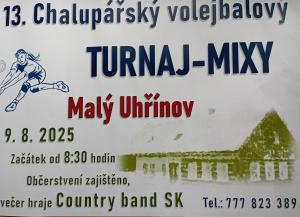 13. Chalupářský volejbalový
TURNAJ-MIXY
Malý Uhřínov
9. 8. 2025
Začátek od 8:30 hodin
Občerstvení zajištěno,
večer hraje Country band SK
Tel.: 777 823 389